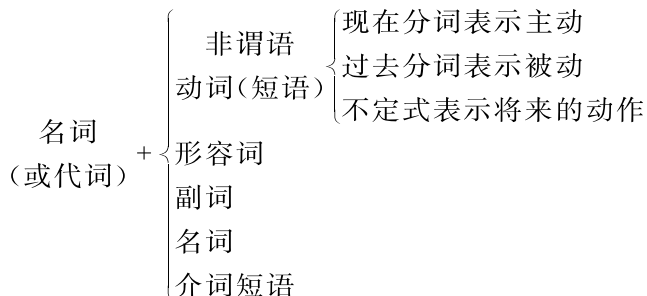 名词
(或代词)
+
非谓语
动词(短语)
现在分词表示主动
过去分词表示被动
不定式表示将来的动作
形容词
副词
名词
介词短语